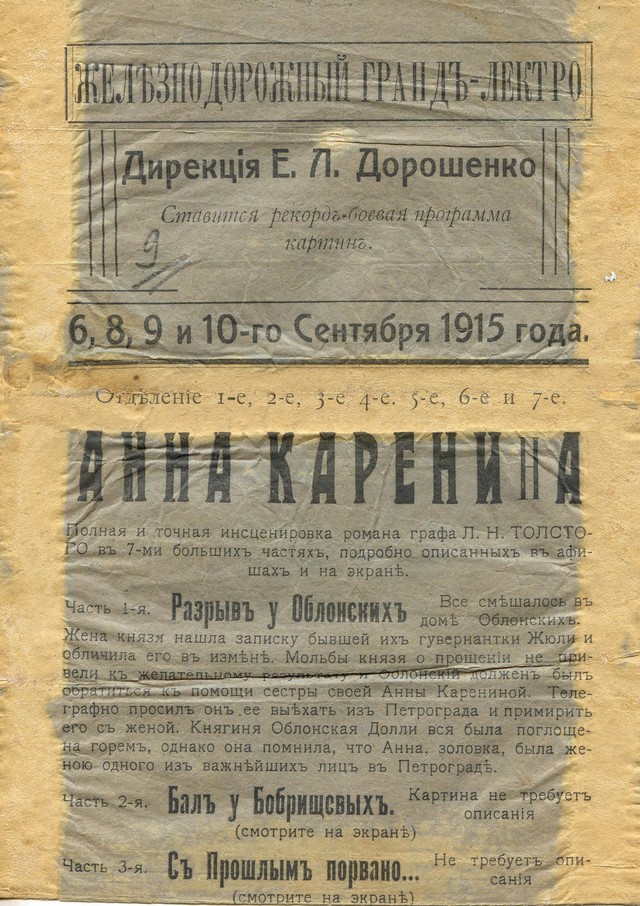 ЖЕЛѢЗНОДОРОЖНЫЙ ГРАНДЪ-ЛЕКТРО
Дирекція Е. Л. Дорошенко
Ставится рекордъ-боевая программа
картинъ.
9
6, 8, 9 и 10-го Сентября 1915 года.
Отдѣленіе 1-е, 2-е, 3-е 4-е. 5-е, 6-е и 7-е.
АННА КАРЕНИНА
Полная и точная инсценировка романа графа Л. Н. ТОЛСТО-
ГО въ 7-ми большихъ частяхъ, подробно описанныхъ въ афи-
шахъ и на экранѣ.
Часть 1-я. Разрывъ у Облонскихъ Все смѣшалось въ
домѣ Облонскихъ.
Жена князя нашла записку бывшей ихъ гувернантки Жюли и
обличила его въ измѣнѣ. Мольбы князя о прощеніи не при-
вели къ желательному результату и Облонскій долженъ былъ
обратиться къ помощи сестры своей Анны Карениной. Теле-
графно просилъ онъ ее выѣхать изъ Петрограда и примирить
его съ женой. Княгиня Облонская Долли вся была поглоще-
на горемъ, однако она помнила, что Анна, золовка, была же-
ною одного изъ важнѣйшихъ лицъ въ Петроградѣ.
Часть 2-я. Балъ у Бобрищевыхъ. Картина не требуетъ
описанія
(смотрите на экранѣ)
Часть 3-я. Съ Прошлымъ порвано... Не требуетъ опи-
санія
(смотрите на экранѣ)